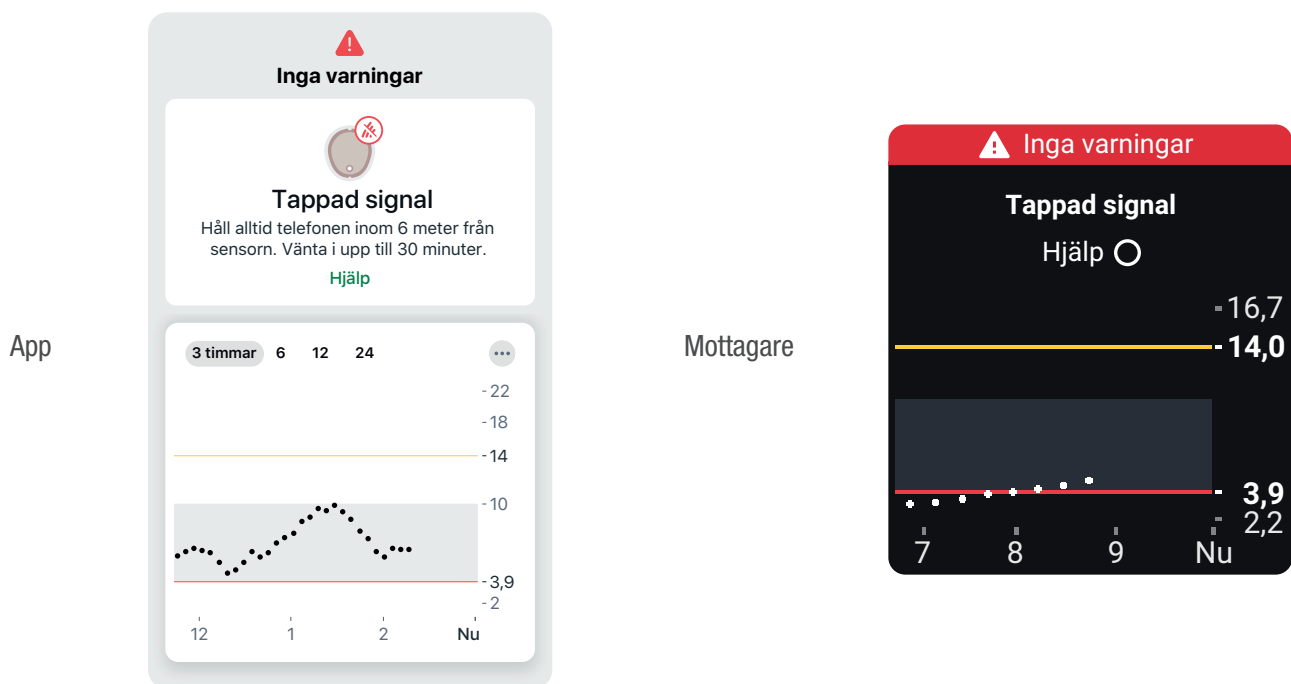 App
Inga varningar
Tappad signal
Håll alltid telefonen inom 6 meter från
sensorn. Vänta i upp till 30 minuter.
Hjälp
3 timmar 6 12 24
22
18
14
10
3,9
2
12 1 2 Nu
Mottagare
Inga varningar
Tappad signal
Hjälp
16,7
14,0
3,9
2,2
7 8 9 Nu